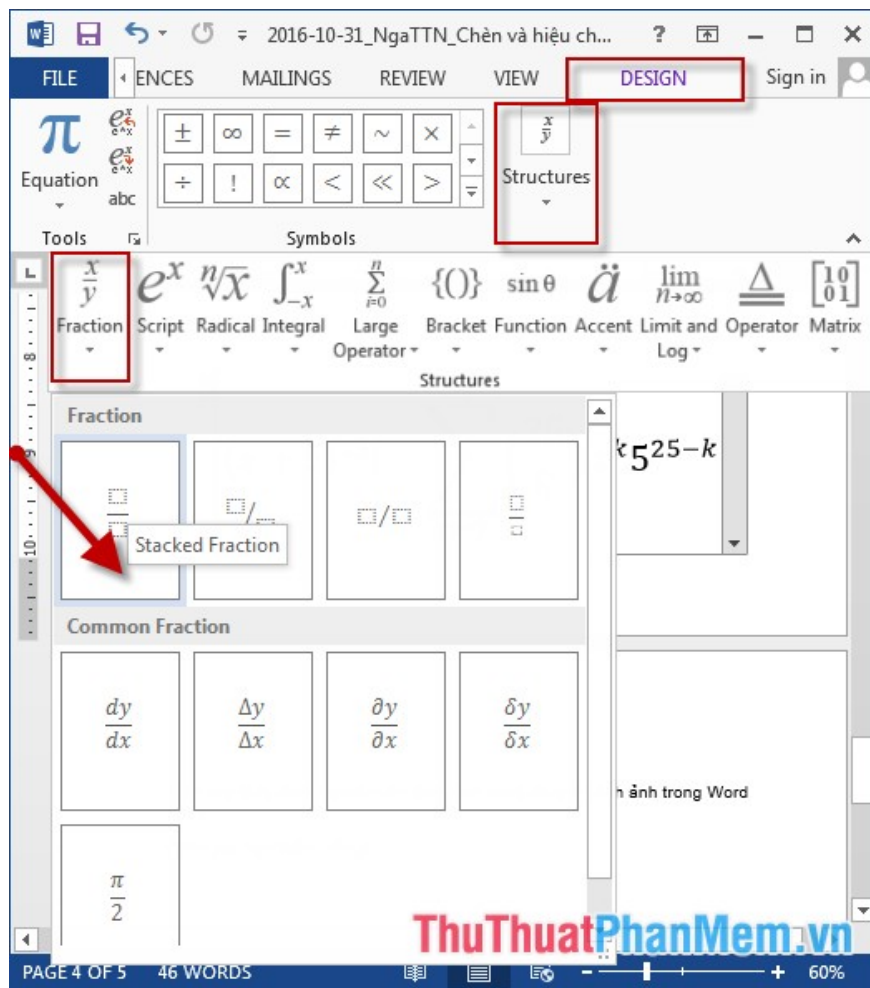 2016-10-31_NgaTTN_Chèn và hiệu ch... ?
FILE ENCES MAILINGS REVIEW VIEW DESIGN Sign in
π Equation
abc
± ∞ = ≠ ~ ×
÷ ! ∝ < ≪ >
x/y Structures
Tools Symbols
Fraction Script Radical Integral Large Operator Bracket Function Accent Limit and Log Operator Matrix
Structures
Fraction
Stacked Fraction
Common Fraction
dy/dx Δy/Δx ∂y/∂x δy/δx
π/2
k5^25−k
h ảnh trong Word
ThuThuatPhanMem.vn
PAGE 4 OF 5 46 WORDS 60%